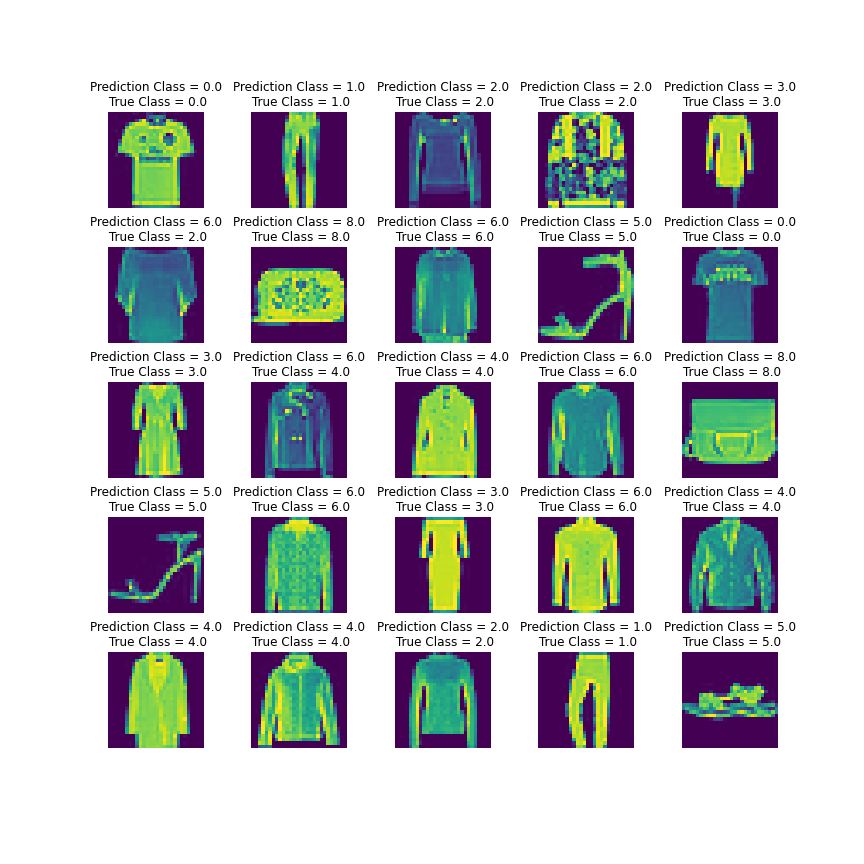 Prediction Class = 0.0
True Class = 0.0
Prediction Class = 1.0
True Class = 1.0
Prediction Class = 2.0
True Class = 2.0
Prediction Class = 2.0
True Class = 2.0
Prediction Class = 3.0
True Class = 3.0
Prediction Class = 6.0
True Class = 2.0
Prediction Class = 8.0
True Class = 8.0
Prediction Class = 6.0
True Class = 6.0
Prediction Class = 5.0
True Class = 5.0
Prediction Class = 0.0
True Class = 0.0
Prediction Class = 3.0
True Class = 3.0
Prediction Class = 6.0
True Class = 4.0
Prediction Class = 4.0
True Class = 4.0
Prediction Class = 6.0
True Class = 6.0
Prediction Class = 8.0
True Class = 8.0
Prediction Class = 5.0
True Class = 5.0
Prediction Class = 6.0
True Class = 6.0
Prediction Class = 3.0
True Class = 3.0
Prediction Class = 6.0
True Class = 6.0
Prediction Class = 4.0
True Class = 4.0
Prediction Class = 4.0
True Class = 4.0
Prediction Class = 4.0
True Class = 4.0
Prediction Class = 2.0
True Class = 2.0
Prediction Class = 1.0
True Class = 1.0
Prediction Class = 5.0
True Class = 5.0